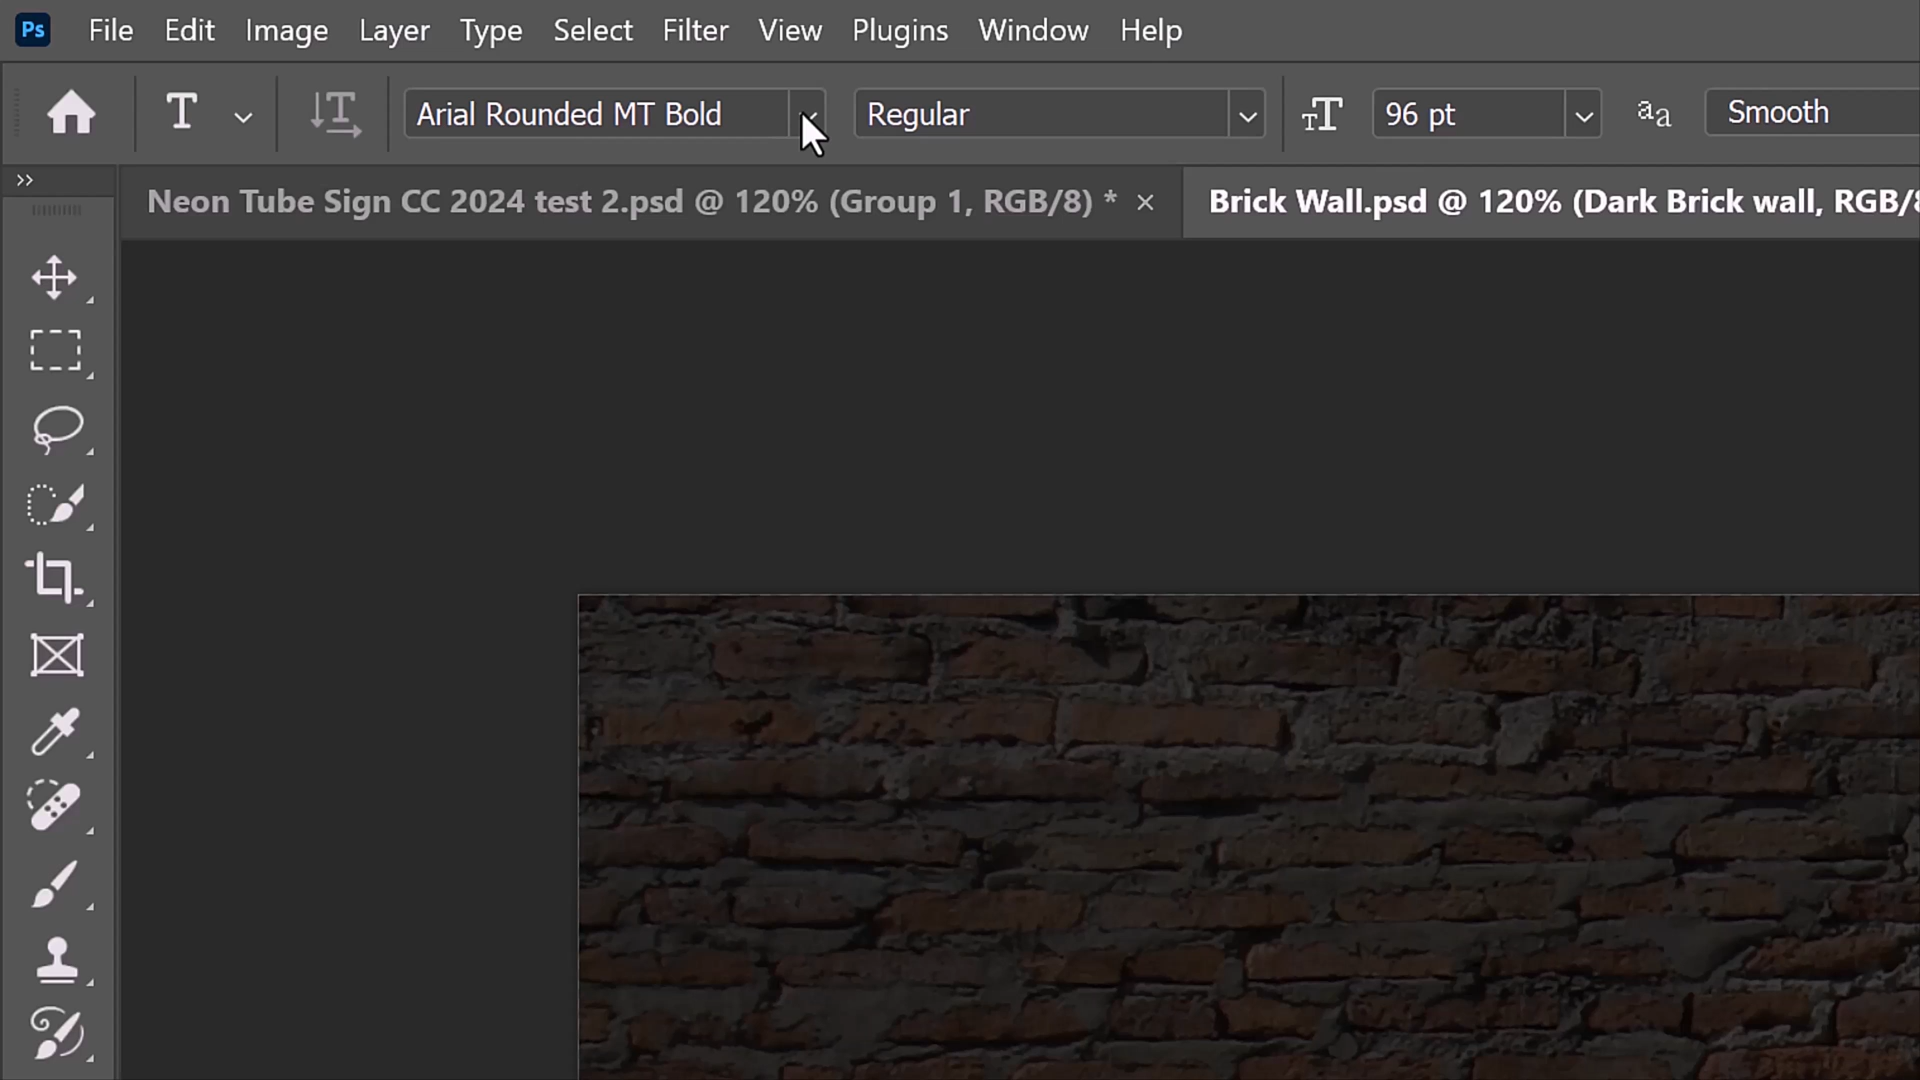 Ps File Edit Image Layer Type Select Filter View Plugins Window Help
T T Arial Rounded MT Bold Regular TT 96 pt aa Smooth
Neon Tube Sign CC 2024 test 2.psd @ 120% (Group 1, RGB/8) * × Brick Wall.psd @ 120% (Dark Brick wall, RGB/8